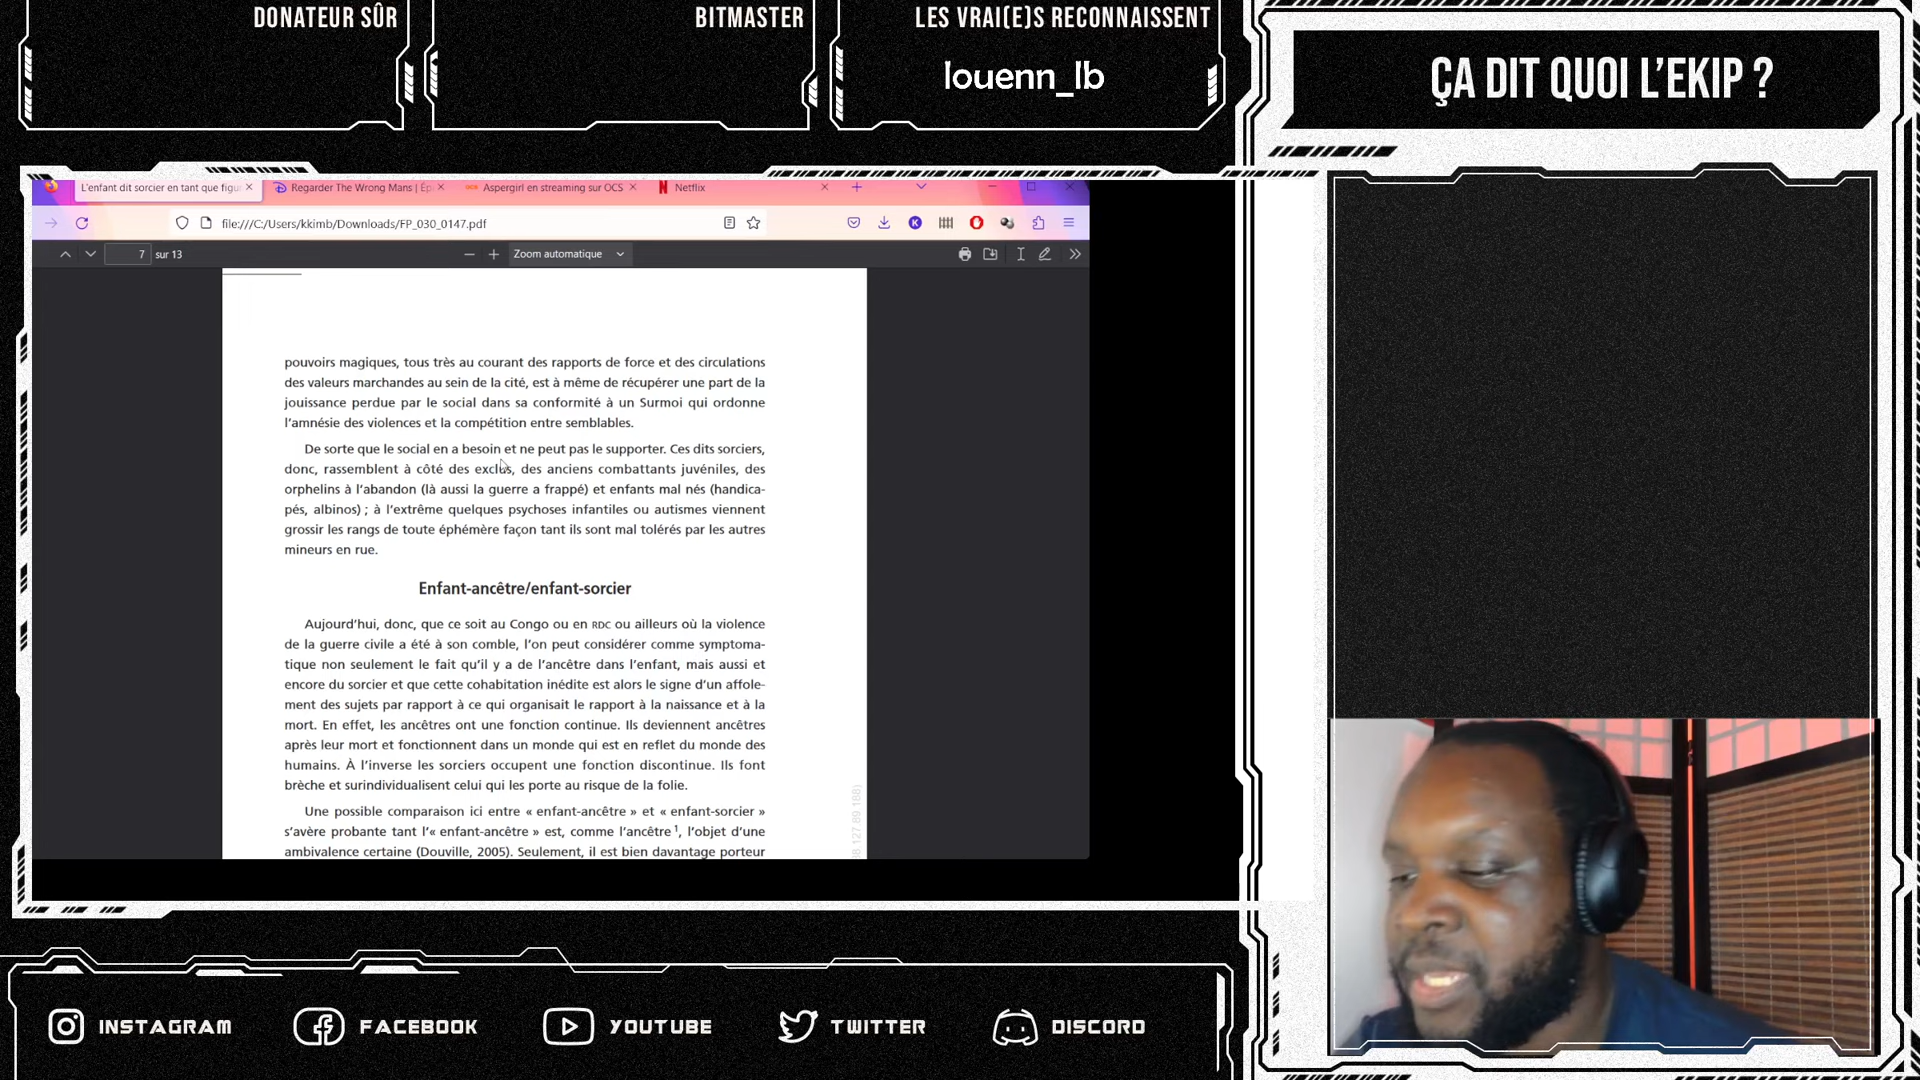 DONATEUR SÛR
BITMASTER
LES VRAI(E)S RECONNAISSENT
louenn_lb
ÇA DIT QUOI L'EKIP ?
L'enfant dit sorcier en tant que figu
Regarder The Wrong Mans | Ép
Aspergirl en streaming sur OCS
Netflix
file:///C:/Users/kkimb/Downloads/FP_030_0147.pdf
7 sur 13
Zoom automatique
pouvoirs magiques, tous très au courant des rapports de force et des circulations
des valeurs marchandes au sein de la cité, est à même de récupérer une part de la
jouissance perdue par le social dans sa conformité à un Surmoi qui ordonne
l'amnésie des violences et la compétition entre semblables.
De sorte que le social en a besoin et ne peut pas le supporter. Ces dits sorciers,
donc, rassemblent à côté des exclus, des anciens combattants juvéniles, des
orphelins à l'abandon (là aussi la guerre a frappé) et enfants mal nés (handica-
pés, albinos) ; à l'extrême quelques psychoses infantiles ou autismes viennent
grossir les rangs de toute éphémère façon tant ils sont mal tolérés par les autres
mineurs en rue.
Enfant-ancêtre/enfant-sorcier
Aujourd'hui, donc, que ce soit au Congo ou en RDC ou ailleurs où la violence
de la guerre civile a été à son comble, l'on peut considérer comme symptoma-
tique non seulement le fait qu'il y a de l'ancêtre dans l'enfant, mais aussi et
encore du sorcier et que cette cohabitation inédite est alors le signe d'un affole-
ment des sujets par rapport à ce qui organisait le rapport à la naissance et à la
mort. En effet, les ancêtres ont une fonction continue. Ils deviennent ancêtres
après leur mort et fonctionnent dans un monde qui est en reflet du monde des
humains. À l'inverse les sorciers occupent une fonction discontinue. Ils font
brèche et surindividualisent celui qui les porte au risque de la folie.
Une possible comparaison ici entre « enfant-ancêtre » et « enfant-sorcier »
s'avère probante tant l'« enfant-ancêtre » est, comme l'ancêtre 1, l'objet d'une
ambivalence certaine (Douville, 2005). Seulement, il est bien davantage porteur
INSTAGRAM
FACEBOOK
YOUTUBE
TWITTER
DISCORD